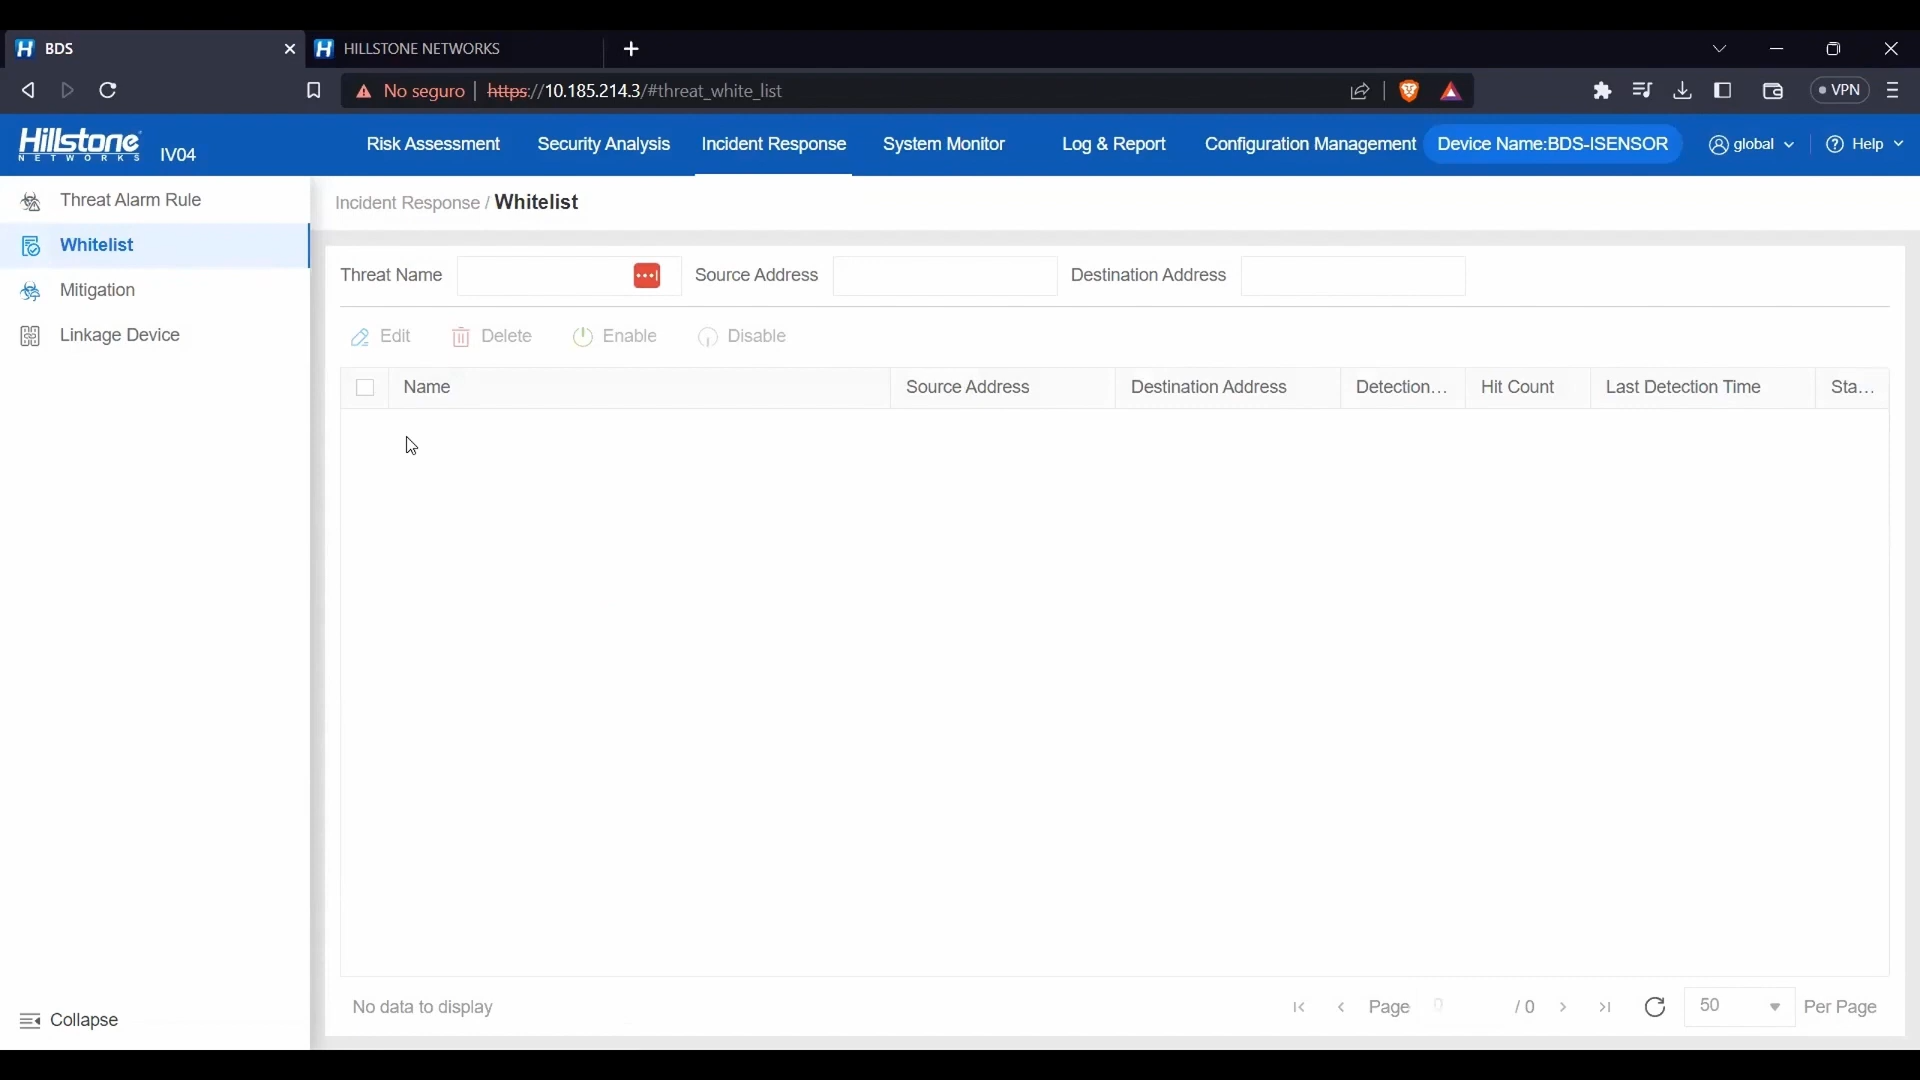 BDS
HILLSTONE NETWORKS
No seguro
https://10.185.214.3/#threat_white_list
VPN
Hillstone
NETWORKS
IV04
Risk Assessment
Security Analysis
Incident Response
System Monitor
Log & Report
Configuration Management
Device Name:BDS-ISENSOR
global
Help
Threat Alarm Rule
Whitelist
Mitigation
Linkage Device
Collapse
Incident Response / Whitelist
Threat Name
Source Address
Destination Address
Edit
Delete
Enable
Disable
Name
Source Address
Destination Address
Detection...
Hit Count
Last Detection Time
Sta...
No data to display
Page 0 / 0
50
Per Page